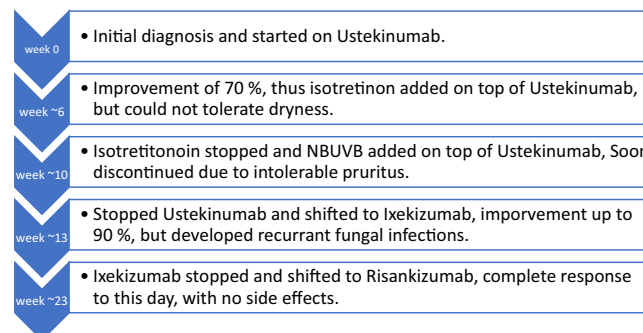 week 0
• Initial diagnosis and started on Ustekinumab.
week ~6
• Improvement of 70 %, thus isotretinon added on top of Ustekinumab,
but could not tolerate dryness.
week ~10
• Isotretitonoin stopped and NBUVB added on top of Ustekinumab, Soon
discontinued due to intolerable pruritus.
week ~13
• Stopped Ustekinumab and shifted to Ixekizumab, imporvement up to
90 %, but developed recurrant fungal infections.
week ~23
• Ixekizumab stopped and shifted to Risankizumab, complete response
to this day, with no side effects.